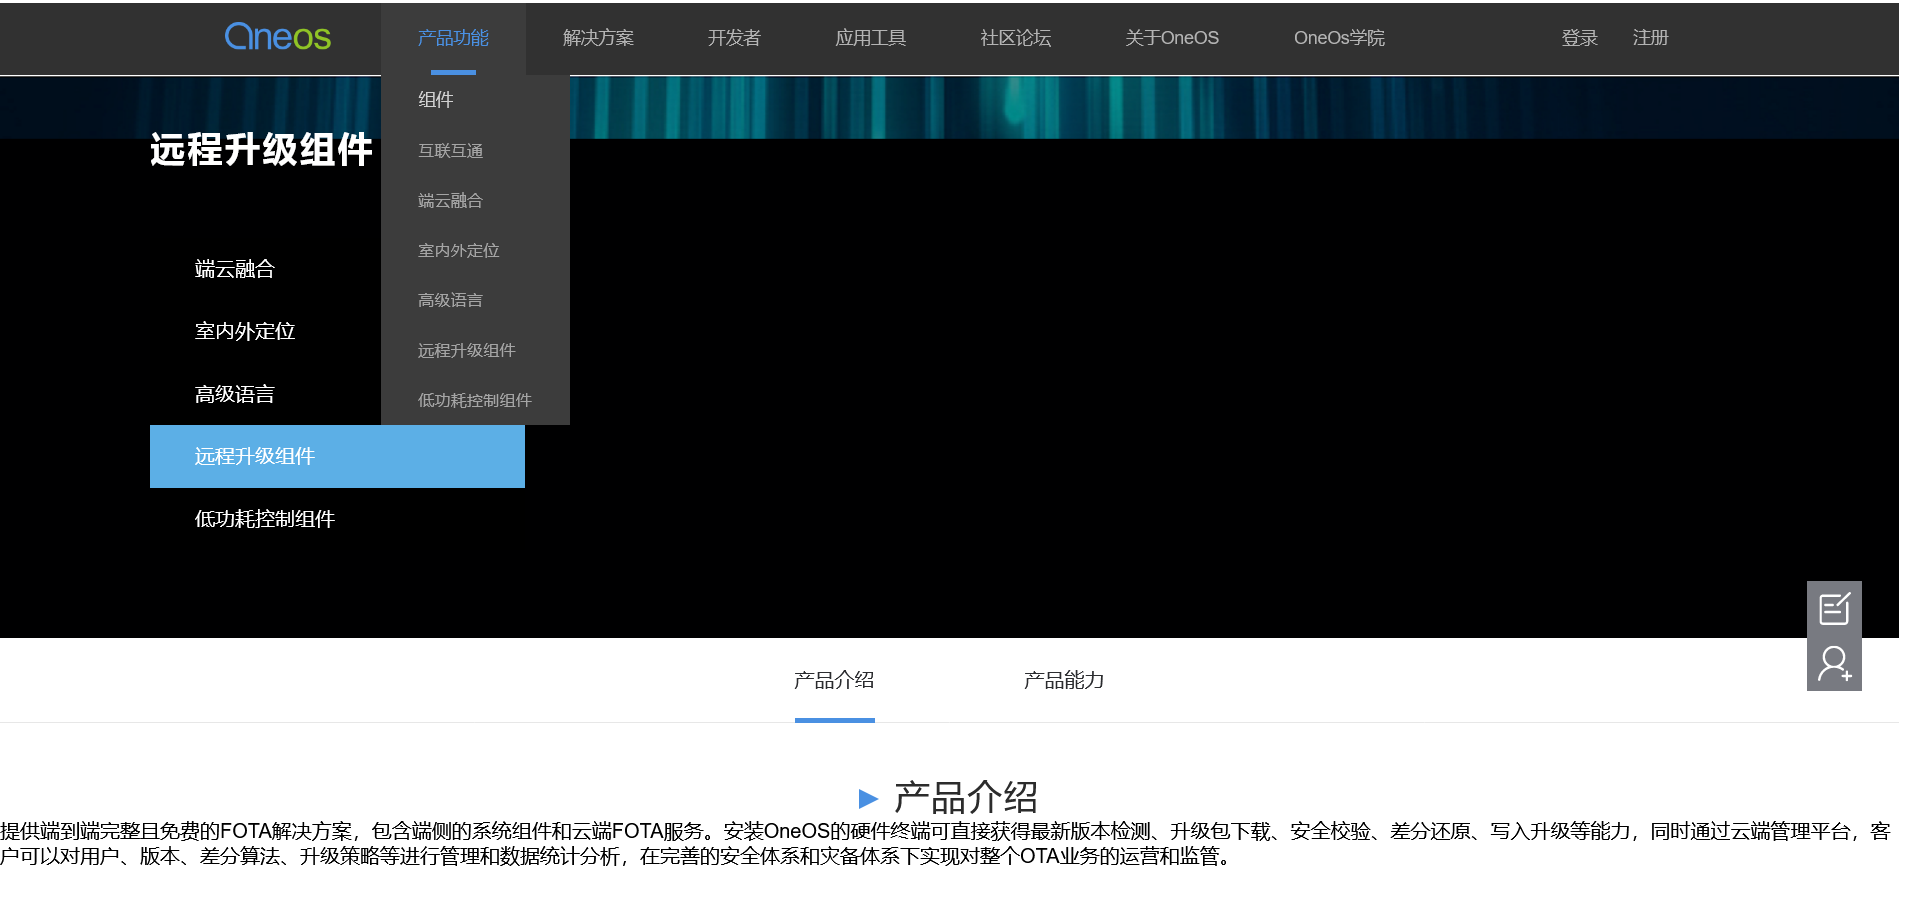 Oneos 产品功能 解决方案 开发者 应用工具 社区论坛 关于OneOS OneOs学院 登录 注册
组件
互联互通
端云融合
室内外定位
高级语言
远程升级组件
低功耗控制组件
远程升级组件
端云融合
室内外定位
高级语言
远程升级组件
低功耗控制组件
产品介绍 产品能力
产品介绍
提供端到端完整且免费的FOTA解决方案，包含端侧的系统组件和云端FOTA服务。安装OneOS的硬件终端可直接获得最新版本检测、升级包下载、安全校验、差分还原、写入升级等能力，同时通过云端管理平台，客
户可以对用户、版本、差分算法、升级策略等进行管理和数据统计分析，在完善的安全体系和灾备体系下实现对整个OTA业务的运营和监管。